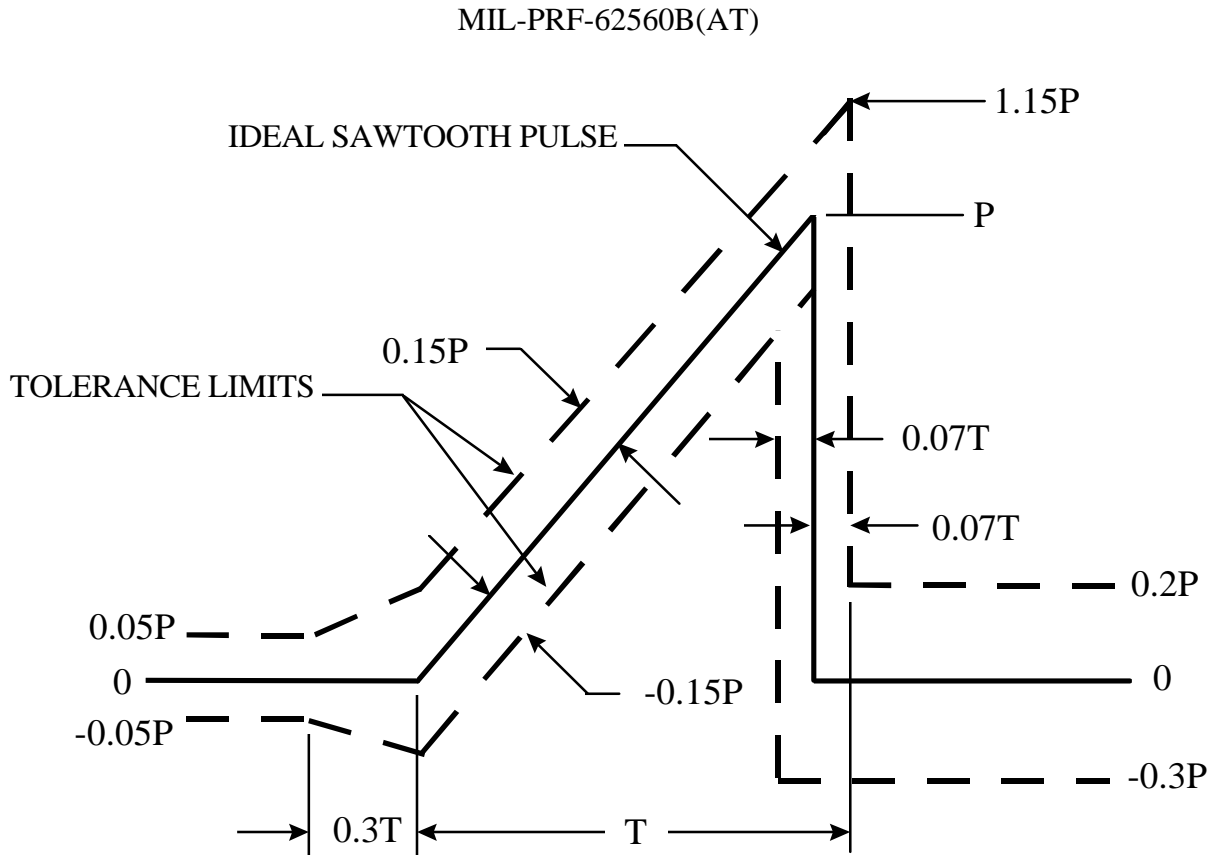 MIL-PRF-62560B(AT)
1.15P
IDEAL SAWTOOTH PULSE
P
0.15P
TOLERANCE LIMITS
0.07T
0.07T
0.2P
0.05P
0
0
-0.15P
-0.05P
-0.3P
0.3T
T